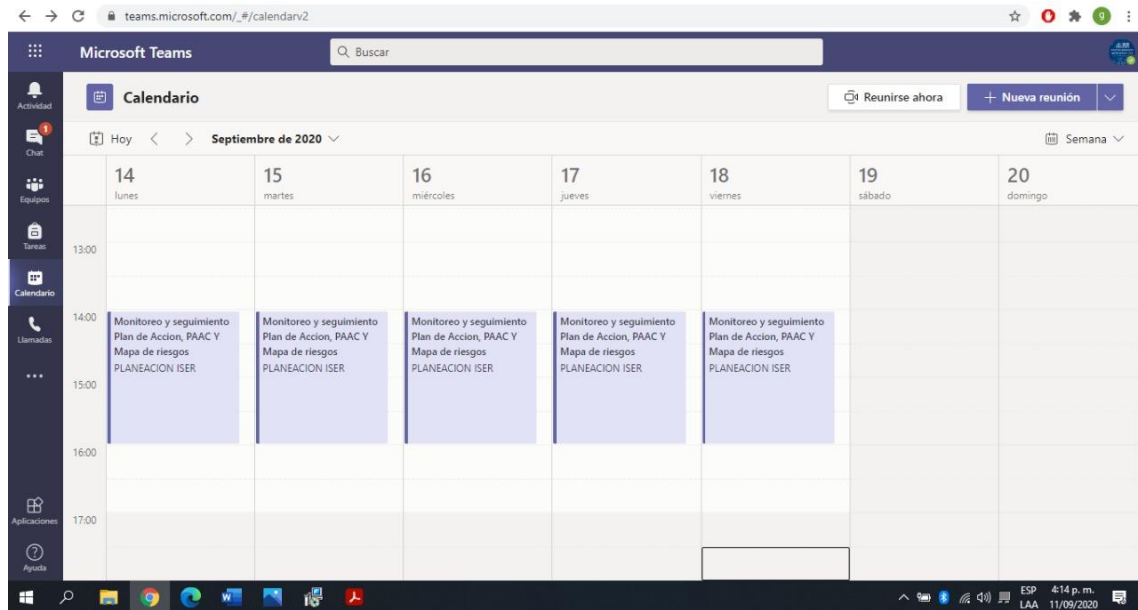 teams.microsoft.com/_#/calendarv2
g
Microsoft Teams
Buscar
Actividad
Calendario
Reunirse ahora
+ Nueva reunión
1
Chat
Hoy
Septiembre de 2020
Semana
Equipos
14
15
16
17
18
19
20
lunes
martes
miércoles
jueves
viernes
sábado
domingo
Tareas
13:00
Calendario
14:00
Monitoreo y seguimiento
Plan de Accion, PAAC Y
Mapa de riesgos
PLANEACION ISER
Monitoreo y seguimiento
Plan de Accion, PAAC Y
Mapa de riesgos
PLANEACION ISER
Monitoreo y seguimiento
Plan de Accion, PAAC Y
Mapa de riesgos
PLANEACION ISER
Monitoreo y seguimiento
Plan de Accion, PAAC Y
Mapa de riesgos
PLANEACION ISER
Monitoreo y seguimiento
Plan de Accion, PAAC Y
Mapa de riesgos
PLANEACION ISER
Llamadas
15:00
16:00
Aplicaciones
17:00
Ayuda
ESP
LAA
4:14 p. m.
11/09/2020